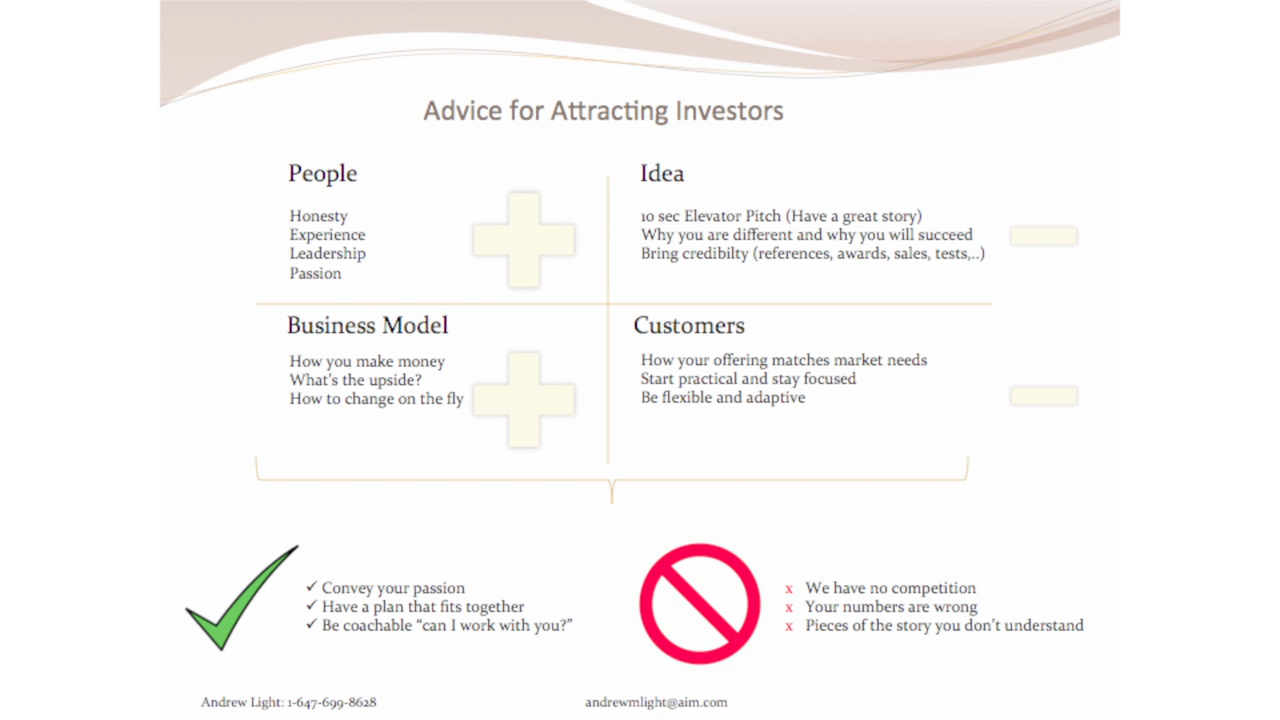 Advice for Attracting Investors
People
Honesty
Experience
Leadership
Passion
Idea
10 sec Elevator Pitch (Have a great story)
Why you are different and why you will succeed
Bring credibilty (references, awards, sales, tests,..)
Business Model
How you make money
What's the upside?
How to change on the fly
Customers
How your offering matches market needs
Start practical and stay focused
Be flexible and adaptive
✓ Convey your passion
✓ Have a plan that fits together
✓ Be coachable “can I work with you?”
x We have no competition
x Your numbers are wrong
x Pieces of the story you don't understand
Andrew Light: 1-647-699-8628
andrewmlight@aim.com